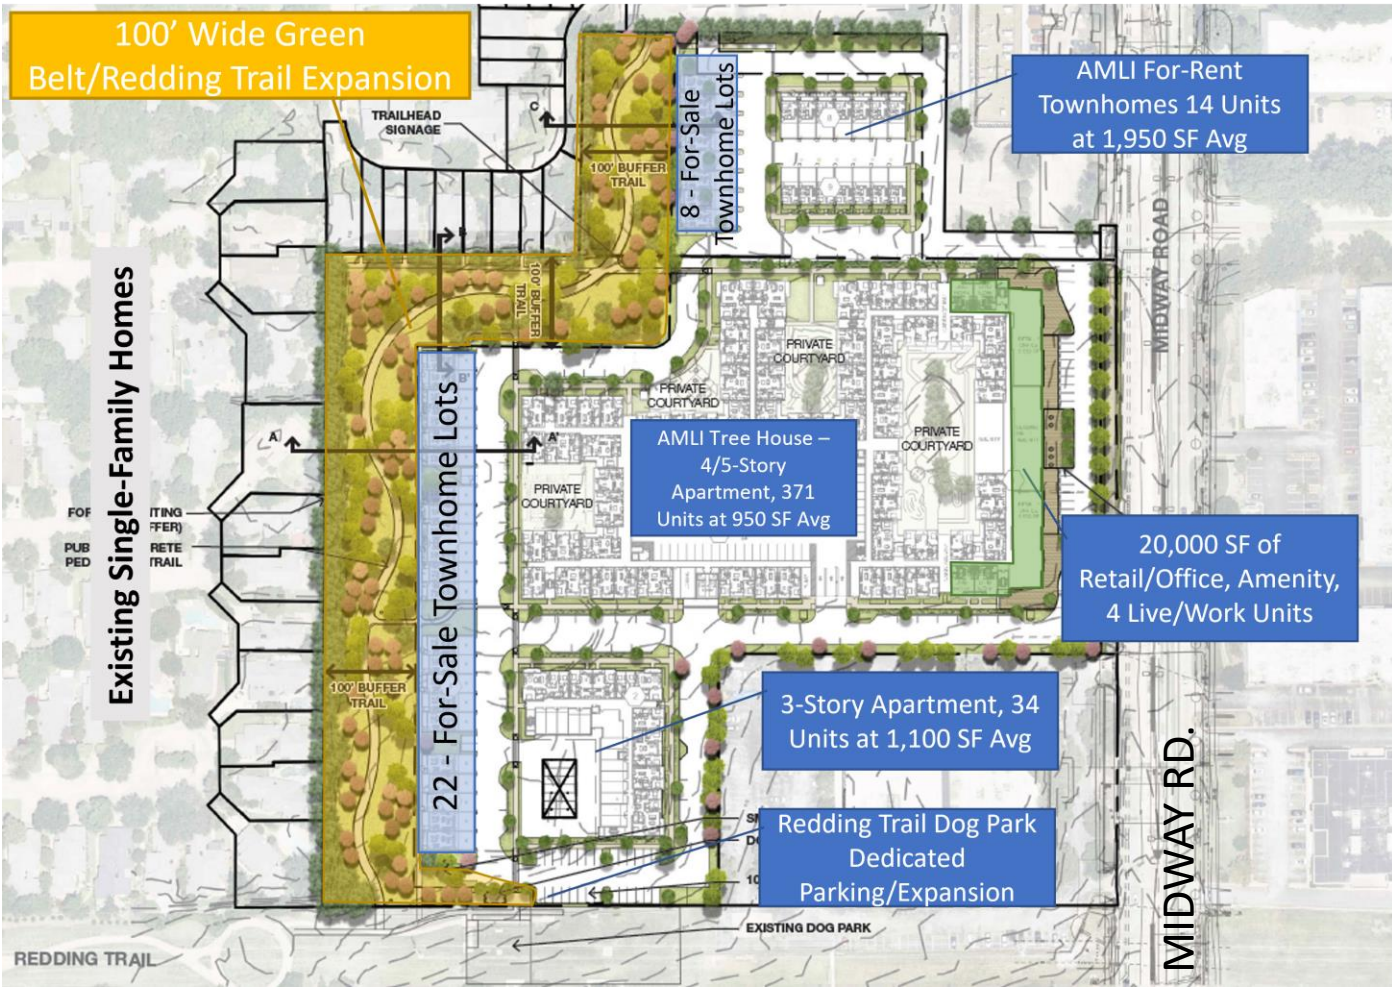 100’ Wide Green
Belt/Redding Trail Expansion
TRAILHEAD
SIGNAGE
C
100' BUFFER
TRAIL
8 - For-Sale
Townhome Lots
AMLI For-Rent
Townhomes 14 Units
at 1,950 SF Avg
MIDWAY ROAD
B
100' BUFFER
TRAIL
B'
Existing Single-Family Homes
A
A'
22 - For-Sale Townhome Lots
PRIVATE
COURTYARD
PRIVATE
COURTYARD
PRIVATE
COURTYARD
PRIVATE
COURTYARD
AMLI Tree House –
4/5-Story
Apartment, 371
Units at 950 SF Avg
20,000 SF of
Retail/Office, Amenity,
4 Live/Work Units
100' BUFFER
TRAIL
3-Story Apartment, 34
Units at 1,100 SF Avg
Redding Trail Dog Park
Dedicated
Parking/Expansion
EXISTING DOG PARK
REDDING TRAIL
MIDWAY RD.